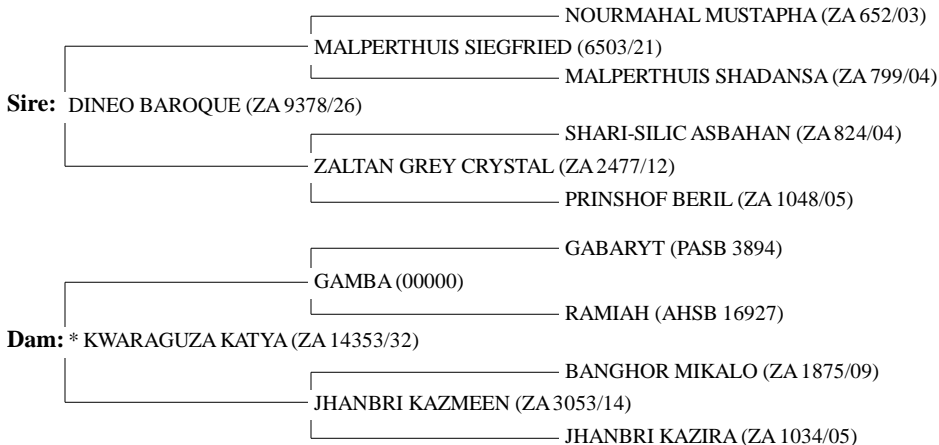 NOURMAHAL MUSTAPHA (ZA 652/03)
MALPERTHUIS SIEGFRIED (6503/21)
MALPERTHUIS SHADANSA (ZA 799/04)
Sire: DINEO BAROQUE (ZA 9378/26)
SHARI-SILIC ASBAHAN (ZA 824/04)
ZALTAN GREY CRYSTAL (ZA 2477/12)
PRINSHOF BERIL (ZA 1048/05)
GABARYT (PASB 3894)
GAMBA (00000)
RAMIAH (AHSB 16927)
Dam: * KWARAGUZA KATYA (ZA 14353/32)
BANGHOR MIKALO (ZA 1875/09)
JHANBRI KAZMEEN (ZA 3053/14)
JHANBRI KAZIRA (ZA 1034/05)